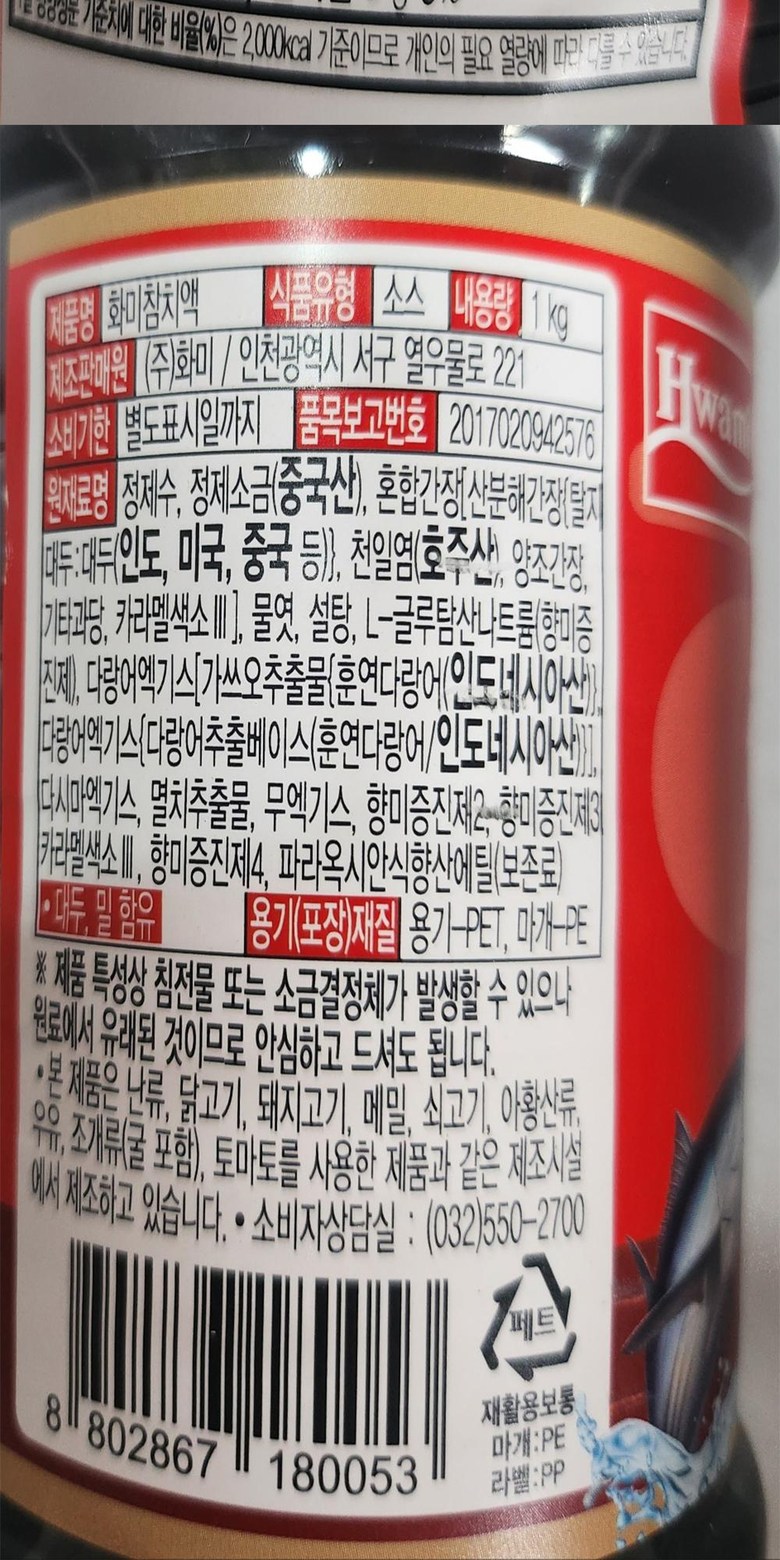 영양성분 기준치에 대한 비율(%)은 2,000kcal 기준이므로 개인의 필요 열량에 따라 다를 수 있습니다.
제품명 화미참치액 식품유형 소스 내용량 1 kg
제조판매원 (주)화미 / 인천광역시 서구 열우물로 221
소비기한 별도표시일까지 품목보고번호 2017020942576
원재료명 정제수, 정제소금(중국산), 혼합간장[산분해간장{탈지
대두:대두(인도, 미국, 중국 등)}, 천일염(호주산), 양조간장,
기타과당, 카라멜색소Ⅲ], 물엿, 설탕, L-글루탐산나트륨(향미증
진제), 다랑어엑기스[가쓰오추출물{훈연다랑어(인도네시아산)},
다랑어엑기스{다랑어추출베이스(훈연다랑어/인도네시아산)}],
다시마엑기스, 멸치추출물, 무엑기스, 향미증진제2, 향미증진제3
카라멜색소Ⅲ, 향미증진제4, 파라옥시안식향산에틸(보존료)
• 대두, 밀 함유 용기(포장)재질 용기-PET, 마개-PE
※ 제품 특성상 침전물 또는 소금결정체가 발생할 수 있으나
원료에서 유래된 것이므로 안심하고 드셔도 됩니다.
• 본 제품은 난류, 닭고기, 돼지고기, 메밀, 쇠고기, 아황산류,
우유, 조개류(굴 포함), 토마토를 사용한 제품과 같은 제조시설
에서 제조하고 있습니다. • 소비자상담실 : (032)550-2700
페트
재활용보통
마개:PE
라벨:PP
8 802867 180053